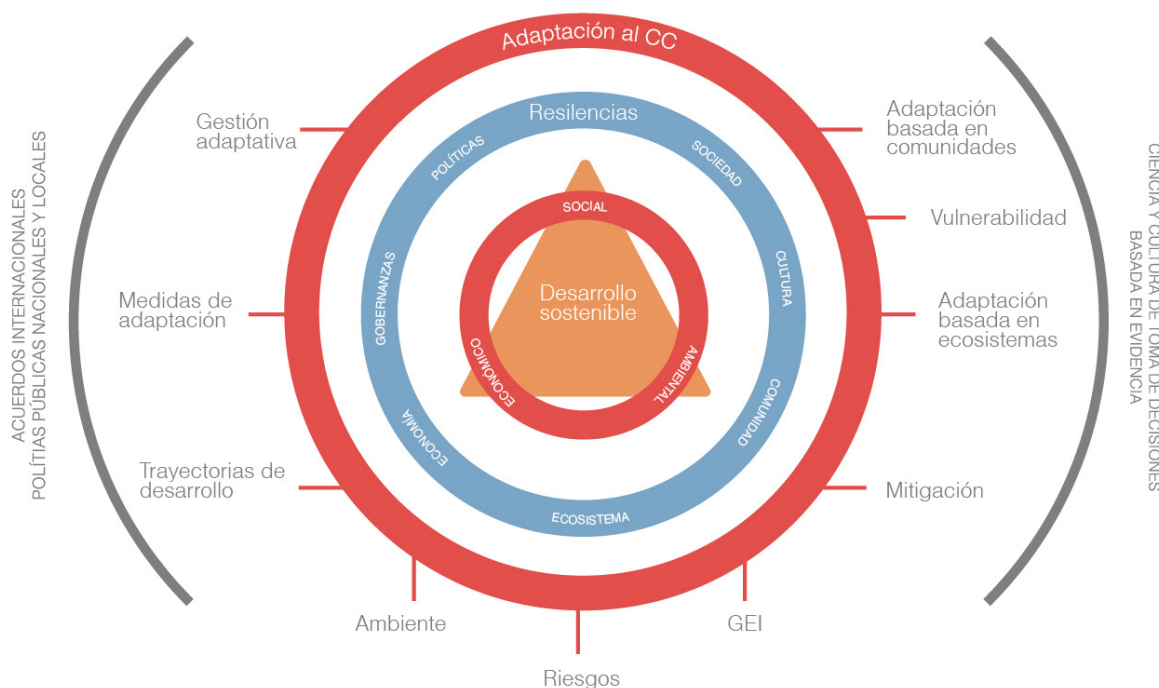 Adaptación al CC
Resilencias
POLÍTICAS
SOCIEDAD
GOBERNANZAS
CULTURA
ECONOMÍA
COMUNIDAD
ECOSISTEMA
SOCIAL
ECONÓMICO
AMBIENTAL
Desarrollo
sostenible
Gestión
adaptativa
Medidas de
adaptación
Trayectorias de
desarrollo
Ambiente
Riesgos
GEI
Mitigación
Adaptación
basada en
ecosistemas
Vulnerabilidad
Adaptación
basada en
comunidades
ACUERDOS INTERNACIONALES
POLÍTIAS PÚBLICAS NACIONALES Y LOCALES
CIENCIA Y CULTURA DE TOMA DE DECISIONES
BASADA EN EVIDENCIA